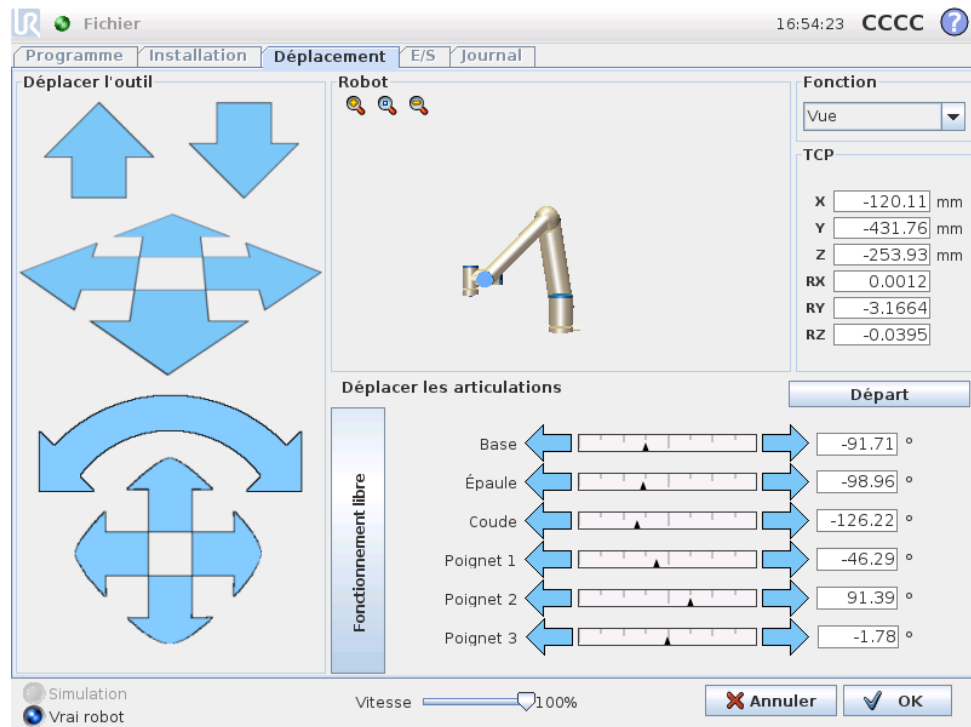 UR Fichier 16:54:23 CCCC ?
Programme Installation Déplacement E/S Journal
Déplacer l'outil
Robot
Fonction
Vue
TCP
X -120.11 mm
Y -431.76 mm
Z -253.93 mm
RX 0.0012
RY -3.1664
RZ -0.0395
Déplacer les articulations
Départ
Fonctionnement libre
Base -91.71 °
Épaule -98.96 °
Coude -126.22 °
Poignet 1 -46.29 °
Poignet 2 91.39 °
Poignet 3 -1.78 °
Simulation
Vrai robot
Vitesse 100%
Annuler
OK